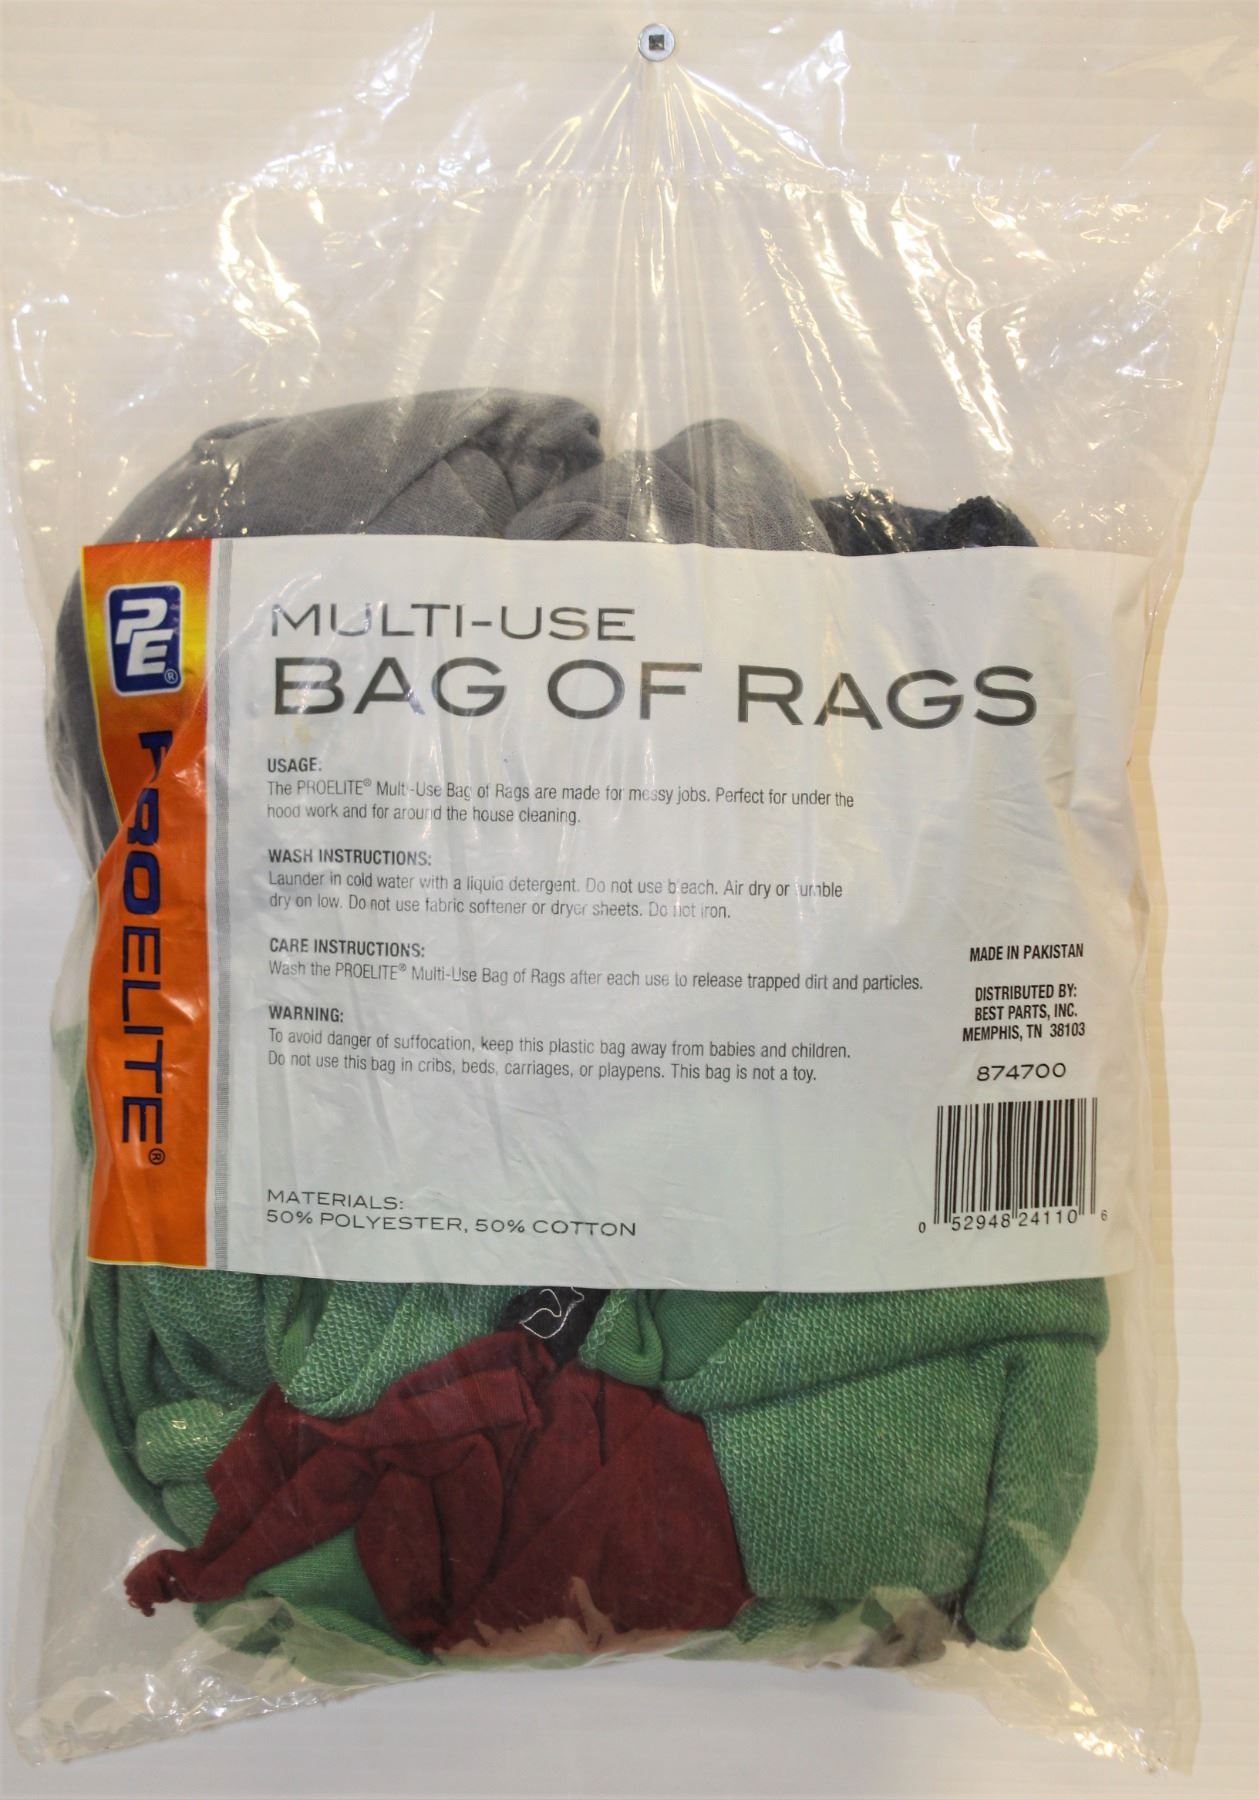 PE®
PROELITE®
MULTI-USE
BAG OF RAGS
USAGE:
The PROELITE® Multi-Use Bag of Rags are made for messy jobs. Perfect for under the
hood work and for around the house cleaning.
WASH INSTRUCTIONS:
Launder in cold water with a liquid detergent. Do not use bleach. Air dry or tumble
dry on low. Do not use fabric softener or dryer sheets. Do not iron.
CARE INSTRUCTIONS:
Wash the PROELITE® Multi-Use Bag of Rags after each use to release trapped dirt and particles.
WARNING:
To avoid danger of suffocation, keep this plastic bag away from babies and children.
Do not use this bag in cribs, beds, carriages, or playpens. This bag is not a toy.
MATERIALS:
50% POLYESTER, 50% COTTON
MADE IN PAKISTAN
DISTRIBUTED BY:
BEST PARTS, INC.
MEMPHIS, TN 38103
874700
0 52948 24110 6